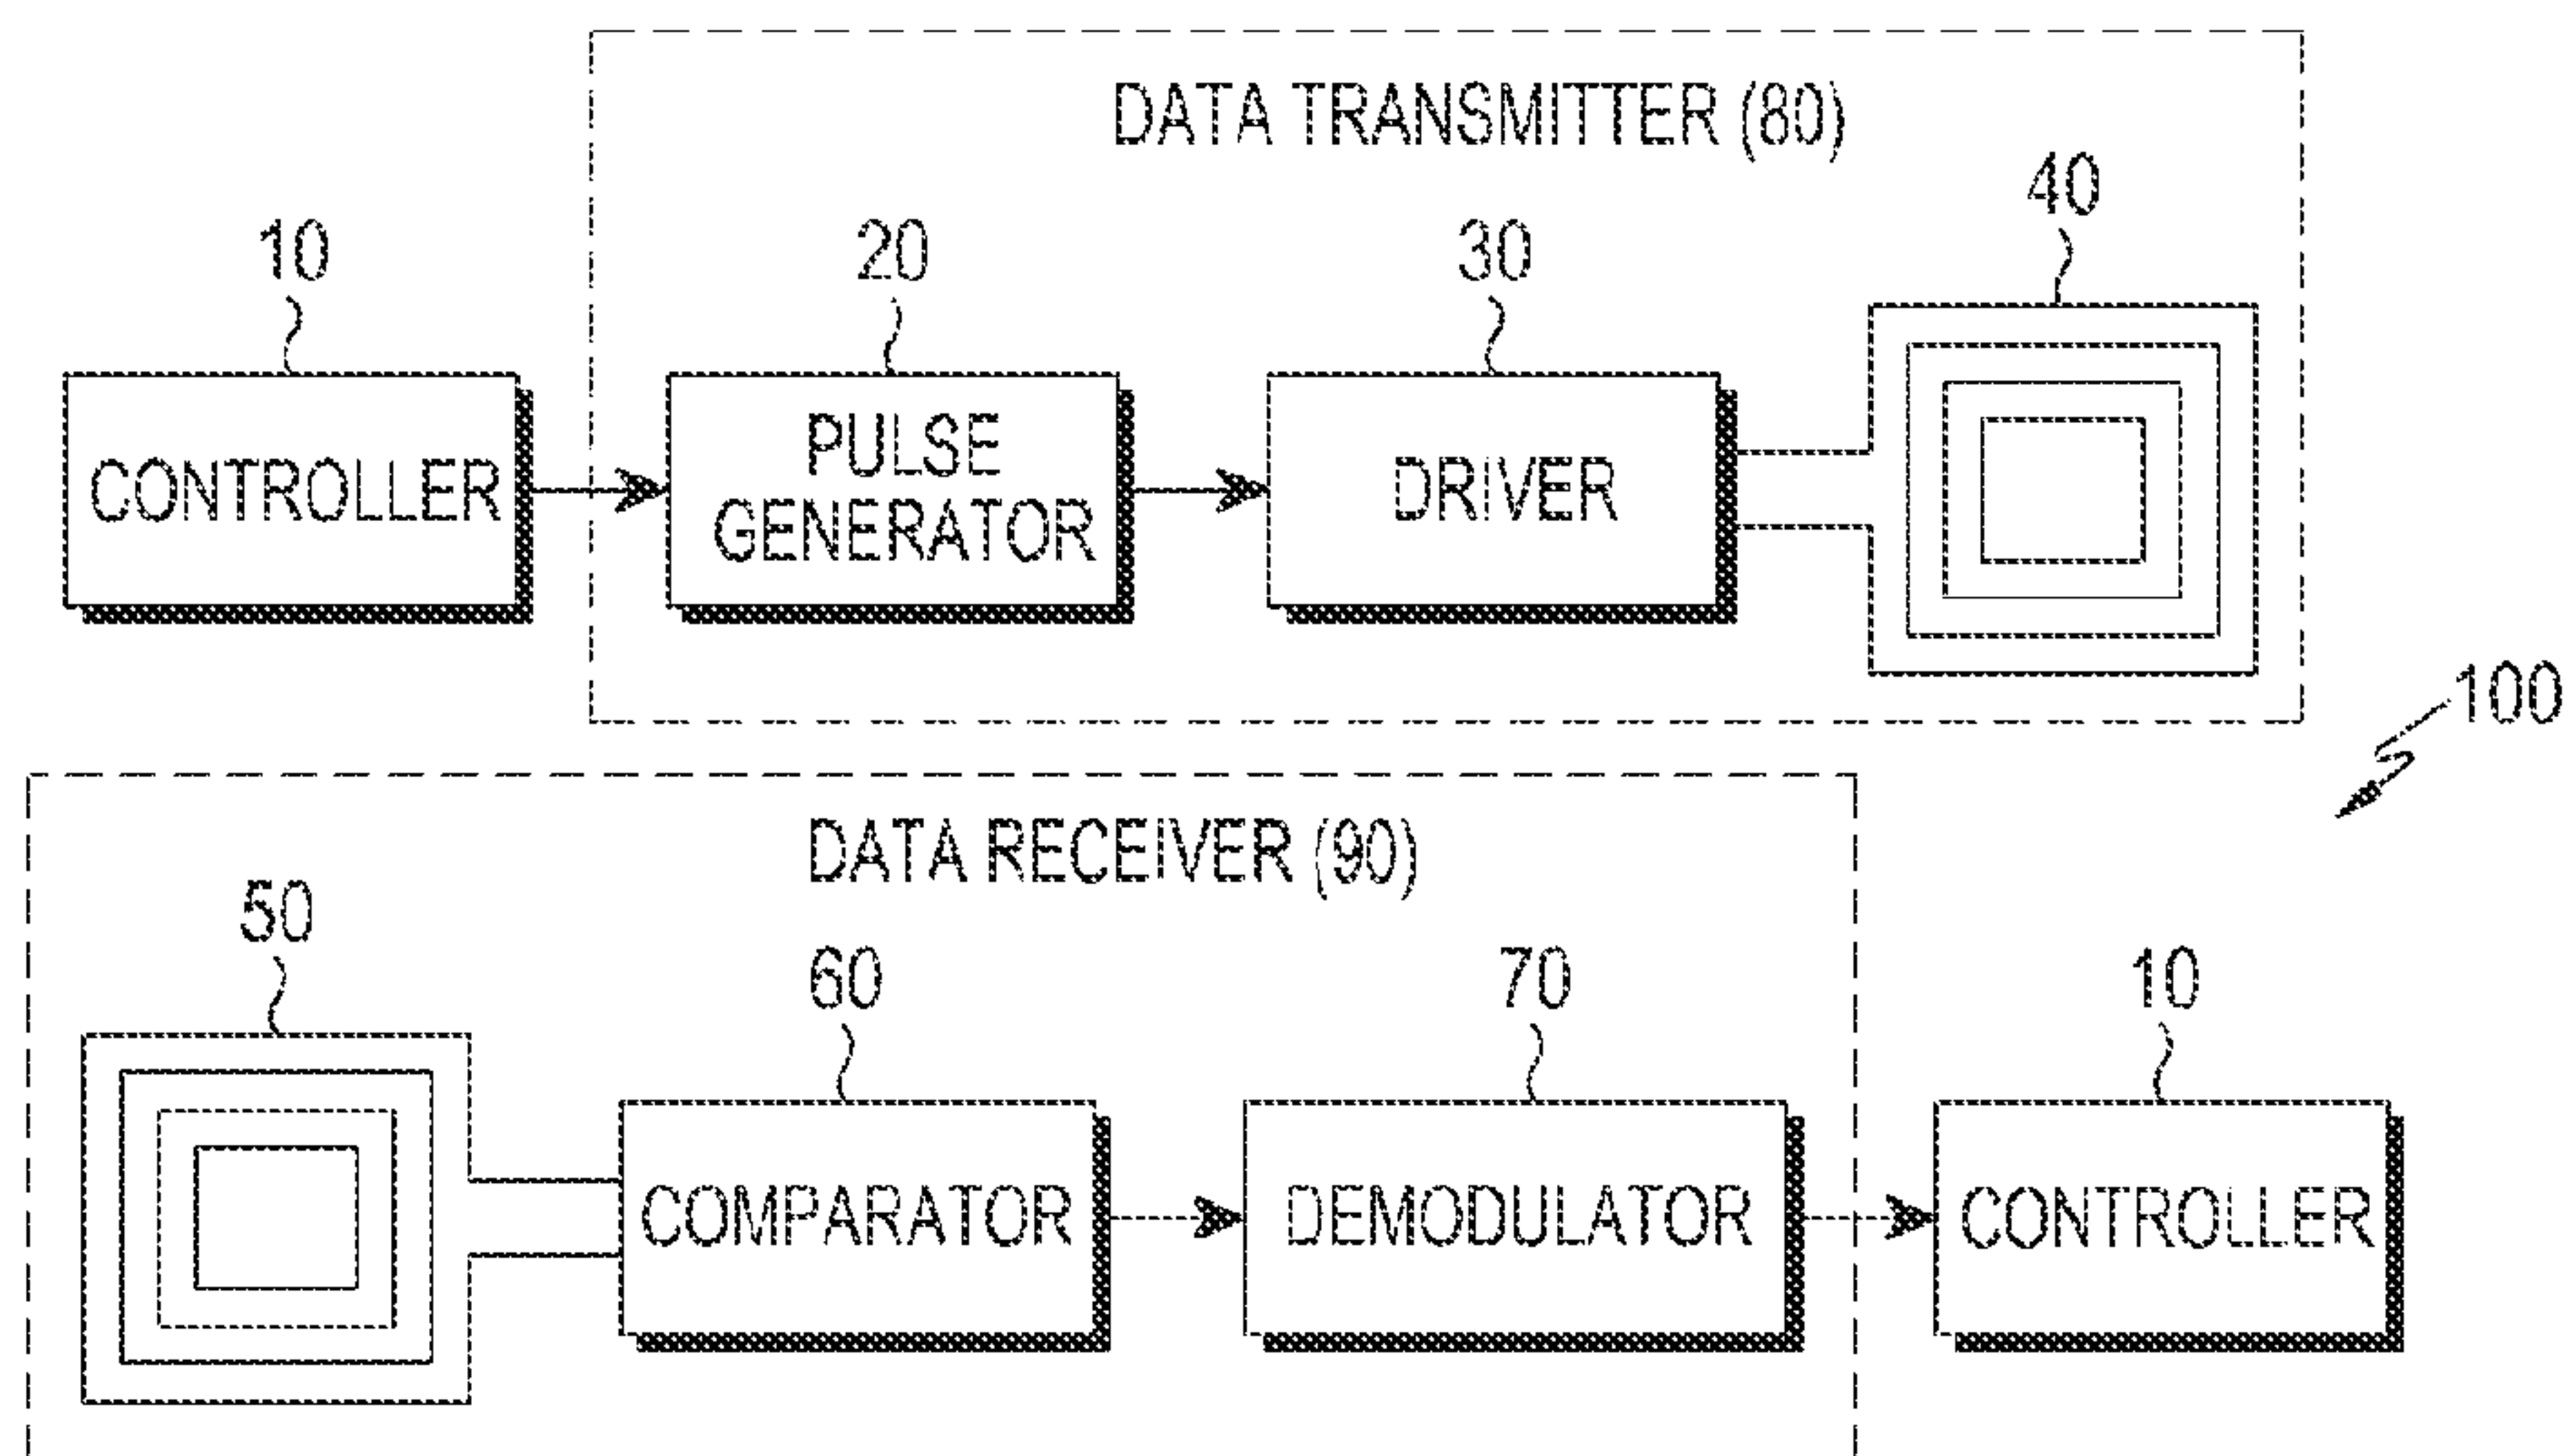 DATA TRANSMITTER (80)
40
10
20
30
CONTROLLER
PULSE
GENERATOR
DRIVER
100
DATA RECEIVER (90)
50
60
70
10
COMPARATOR
DEMODULATOR
CONTROLLER